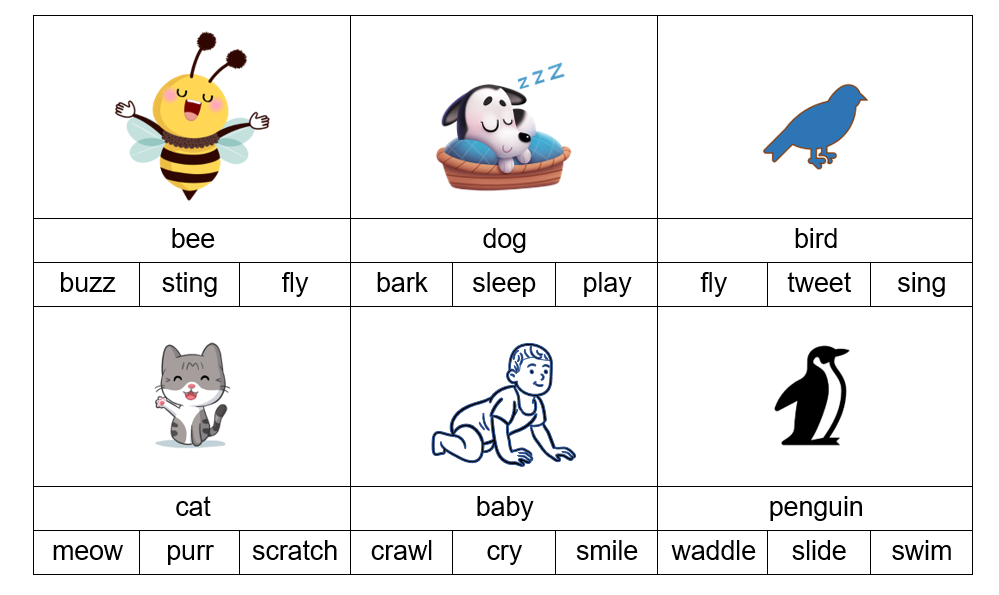 zzz
bee dog bird
buzz sting fly bark sleep play fly tweet sing
cat baby penguin
meow purr scratch crawl cry smile waddle slide swim